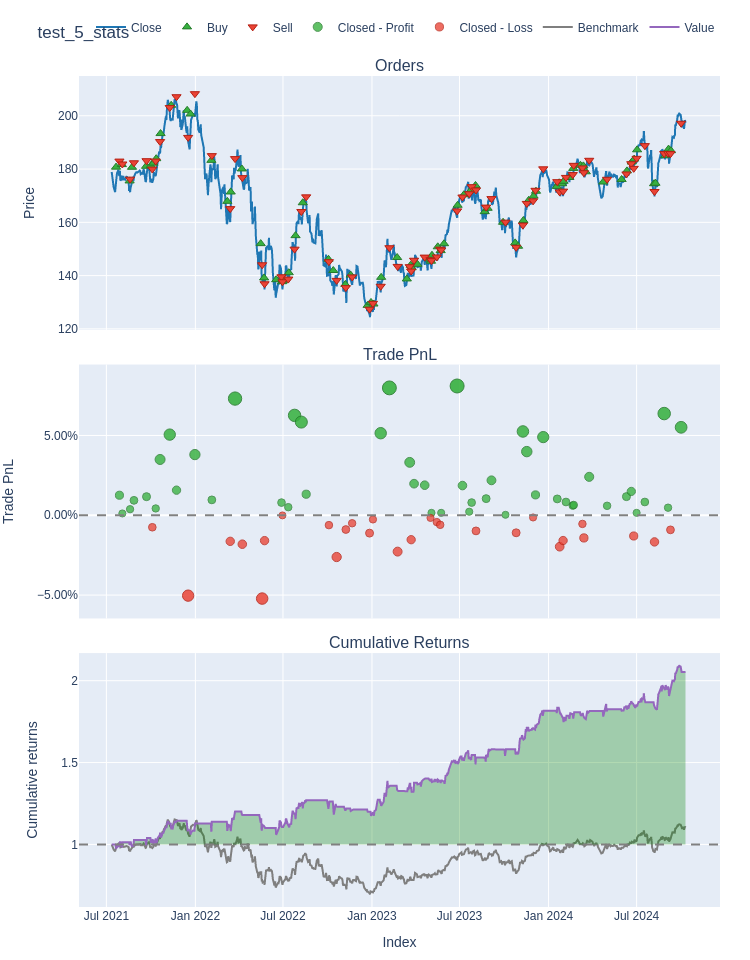 test_5_stats
Close Buy Sell Closed - Profit Closed - Loss Benchmark Value
Orders
200
180
160
140
120
Price
Trade PnL
5.00%
0.00%
−5.00%
Trade PnL
Cumulative Returns
2
1.5
1
Cumulative returns
Jul 2021 Jan 2022 Jul 2022 Jan 2023 Jul 2023 Jan 2024 Jul 2024
Index